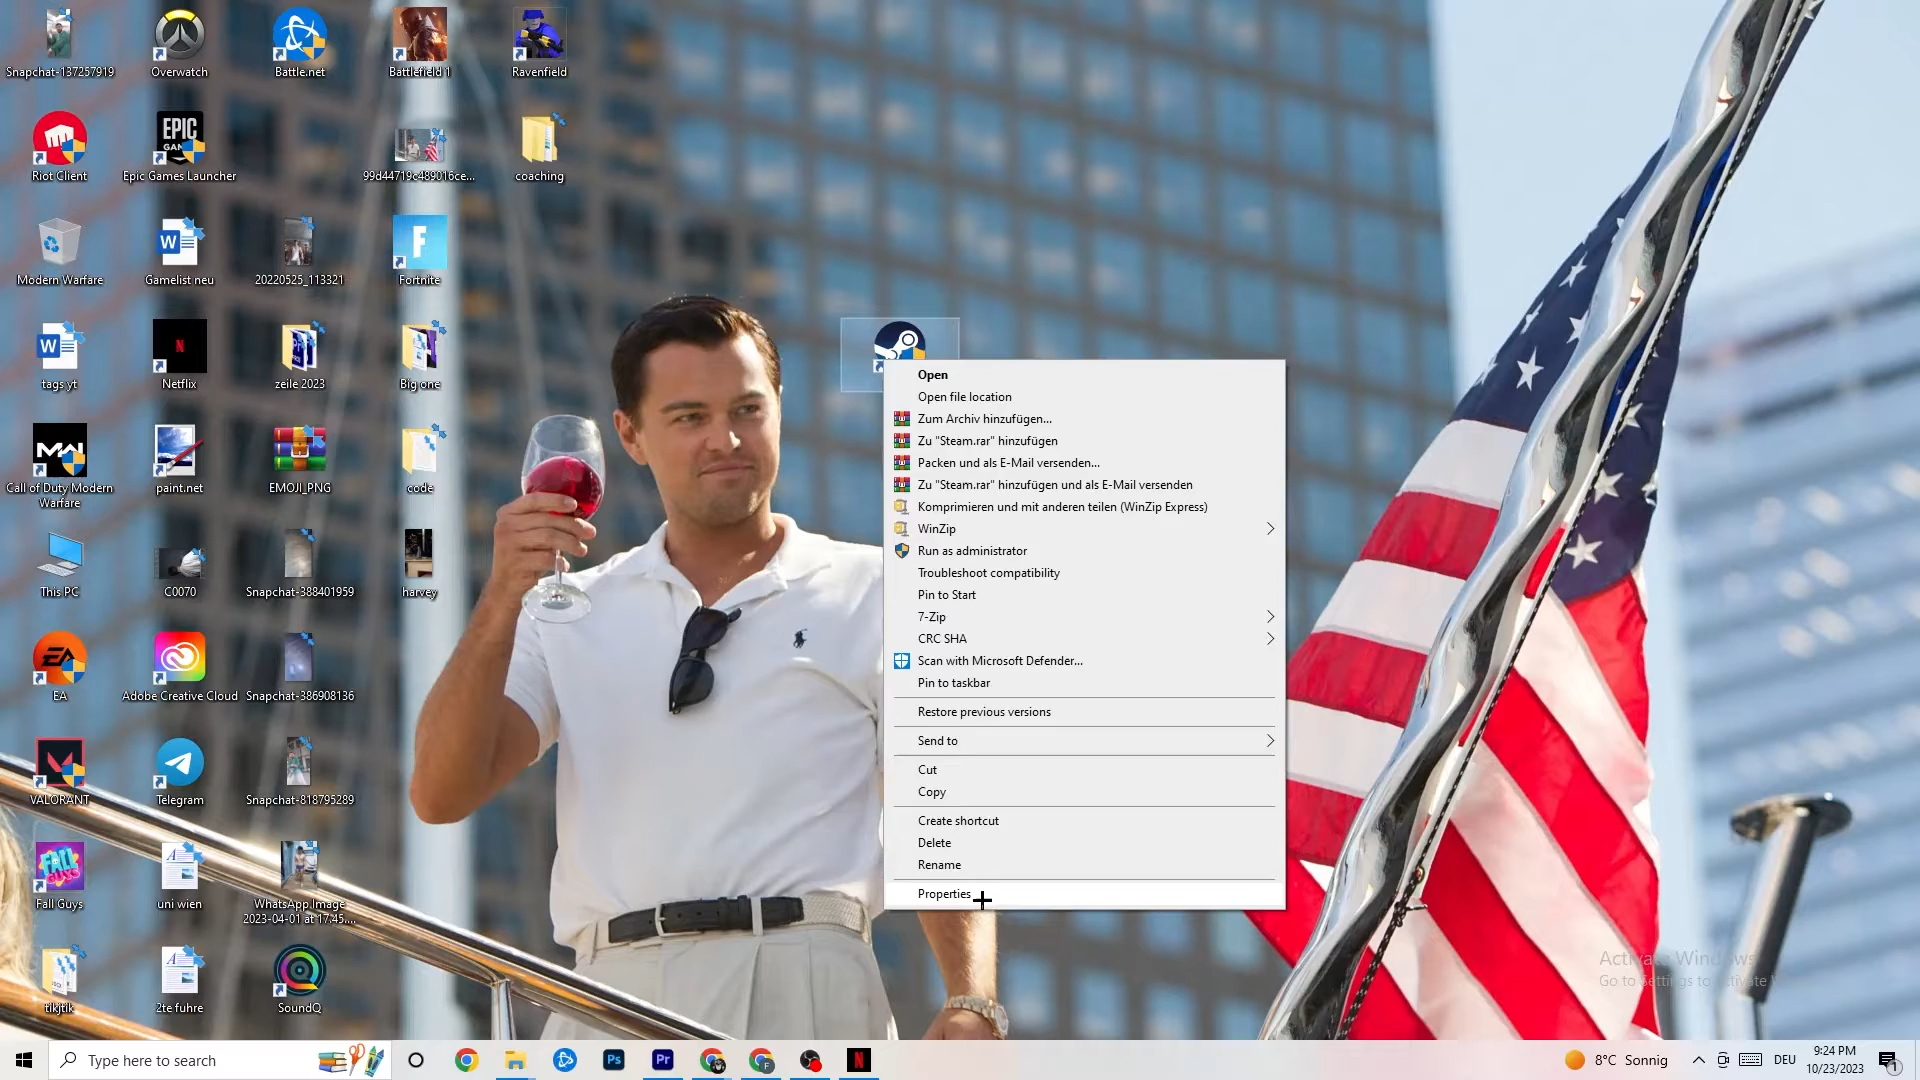 Snapchat-137257919
Overwatch
Battle.net
Battlefield 1
Ravenfield
Riot Client
EPIC
GAM
Epic Games Launcher
99d44719c489016ce...
coaching
Modern Warfare
Gamelist neu
20220525_113321
Fortnite
tags yt
Netflix
zeile 2023
Big one
Call of Duty Modern
Warfare
paint.net
EMOJI_PNG
code
This PC
C0070
Snapchat-388401959
harvey
EA
Adobe Creative Cloud
Snapchat-386908136
VALORANT
Telegram
Snapchat-818795289
Fall Guys
uni wien
WhatsApp Image
2023-04-01 at 17.45....
tikjtik
2te fuhre
SoundQ
Open
Open file location
Zum Archiv hinzufügen...
Zu "Steam.rar" hinzufügen
Packen und als E-Mail versenden...
Zu "Steam.rar" hinzufügen und als E-Mail versenden
Komprimieren und mit anderen teilen (WinZip Express)
WinZip
Run as administrator
Troubleshoot compatibility
Pin to Start
7-Zip
CRC SHA
Scan with Microsoft Defender...
Pin to taskbar
Restore previous versions
Send to
Cut
Copy
Create shortcut
Delete
Rename
Properties
Activate Windows
Go to Settings to activate W
Type here to search
Ps
Pr
8°C Sonnig
DEU
9:24 PM
10/23/2023
1